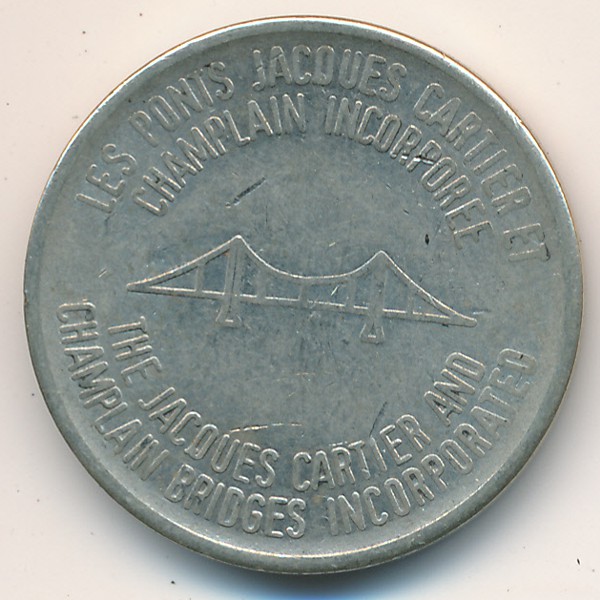 LES PONTS JACQUES CARTIER ET
CHAMPLAIN INCORPOREE
THE JACQUES CARTIER AND
CHAMPLAIN BRIDGES INCORPORATED